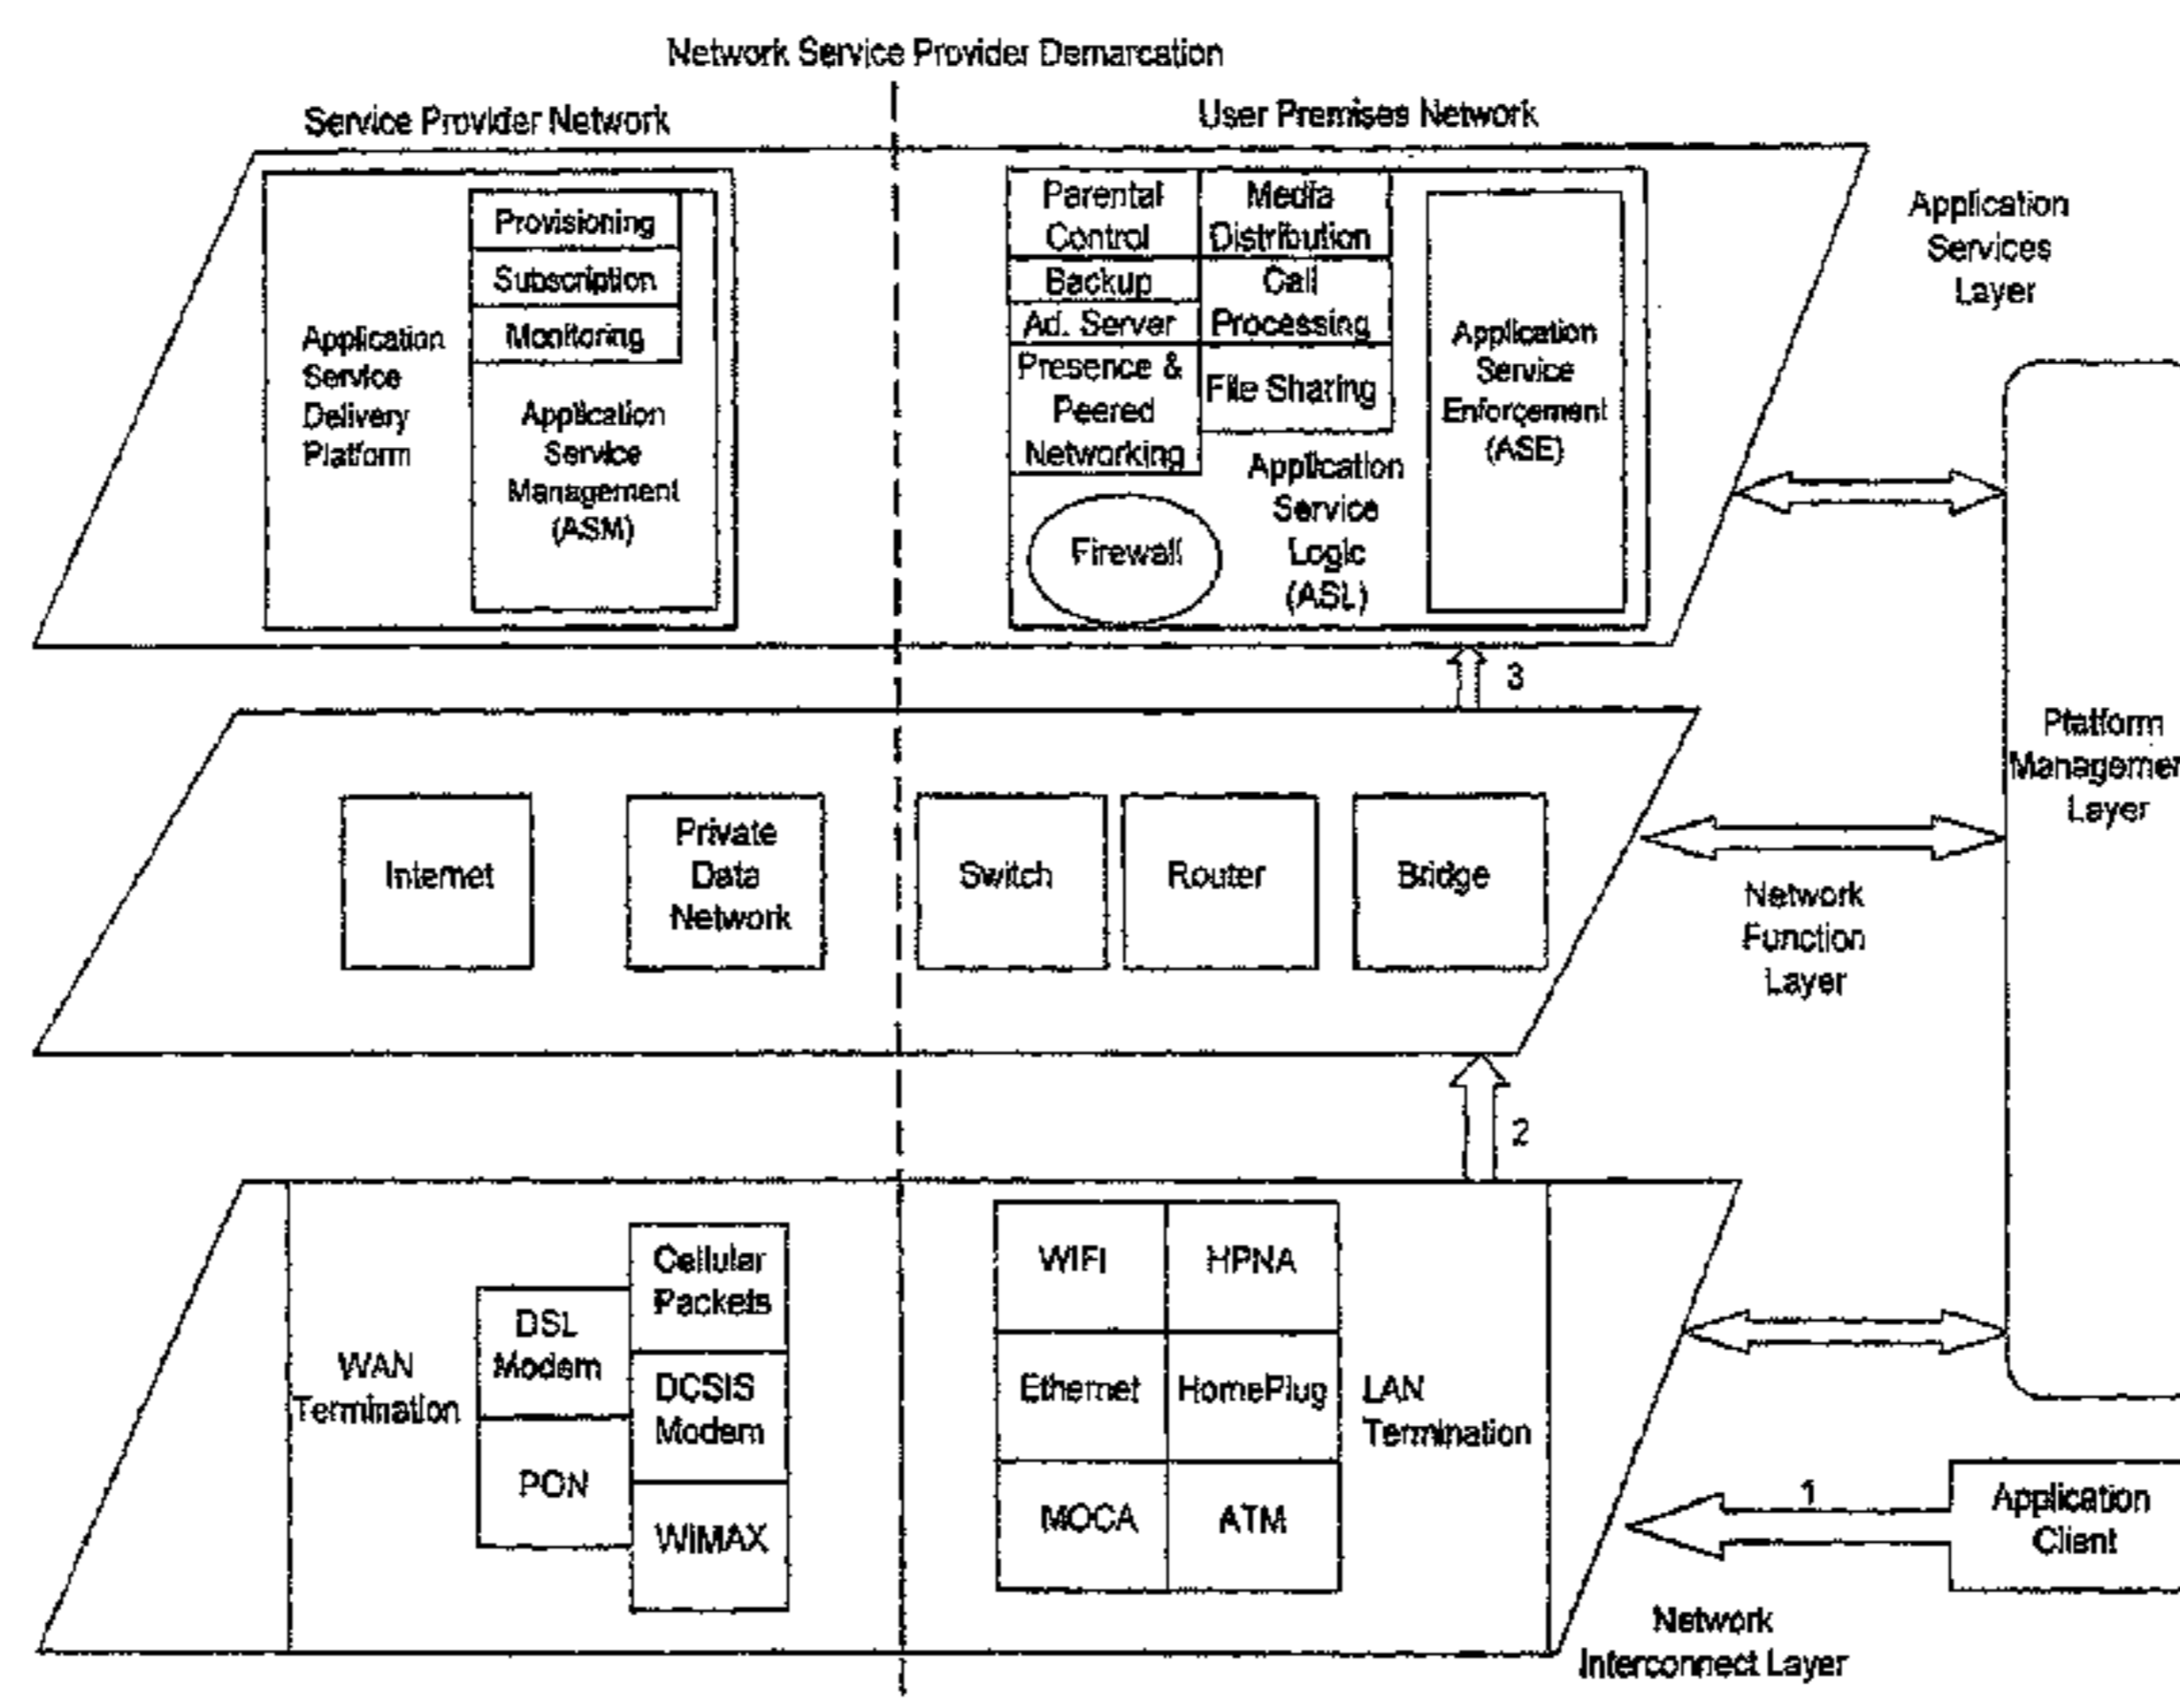 Network Service Provider Demarcation
Service Provider Network
User Premises Network
Provisioning
Subscription
Monitoring
Application
Service
Delivery
Platform
Application
Service
Management
(ASM)
Parental
Control
Media
Distribution
Backup
Call
Processing
Ad. Server
Presence &
Peered
Networking
File Sharing
Application
Service
Logic
(ASL)
Firewall
Application
Service
Enforcement
(ASE)
Application
Services
Layer
3
Internet
Private
Data
Network
Switch
Router
Bridge
Network
Function
Layer
Platform
Managemen
Layer
2
WAN
Termination
DSL
Modem
PON
Cellular
Packets
DCSIS
Modem
WiMAX
WIFI
HPNA
Ethernet
HomePlug
MOCA
ATM
LAN
Termination
1
Application
Client
Network
Interconnect Layer